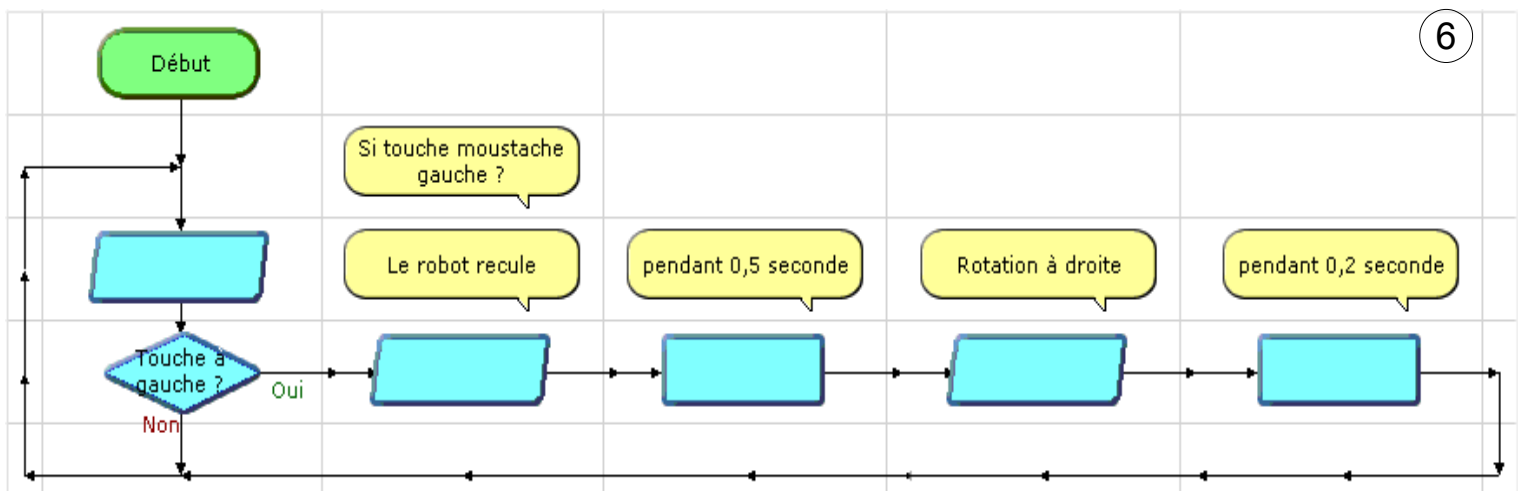 6
Début
Si touche moustache
gauche ?
Le robot recule
pendant 0,5 seconde
Rotation à droite
pendant 0,2 seconde
Touche à
gauche ?
Oui
Non